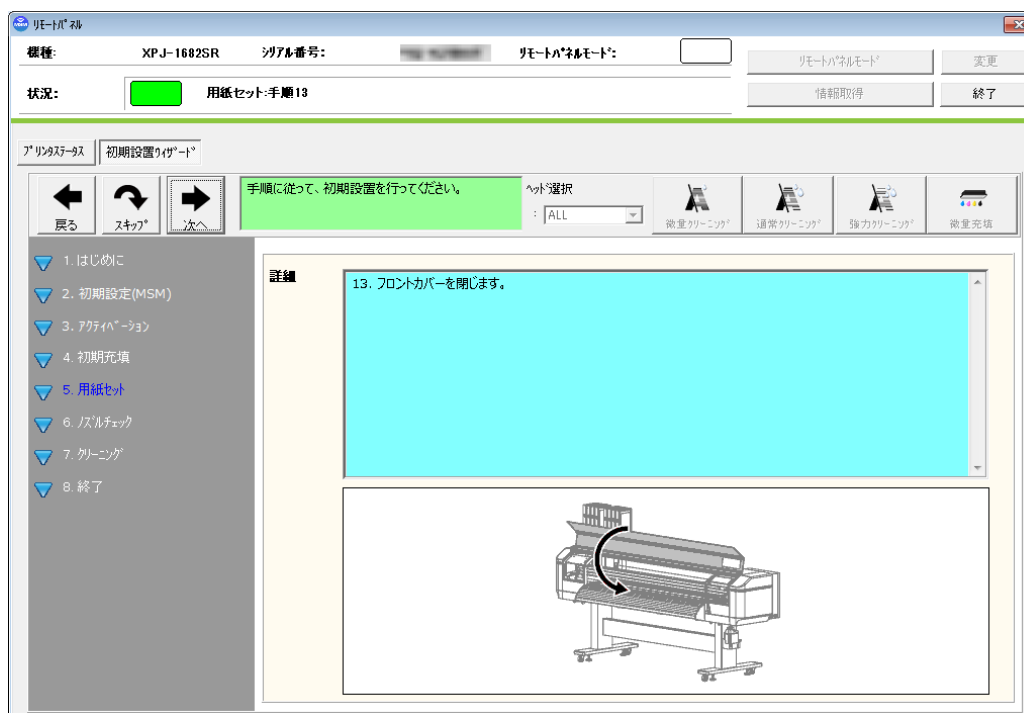 リモートパネル
機種: XPJ-1682SR シリアル番号: リモートパネルモード:
リモートパネルモード 変更
状況: 用紙セット:手順13
情報取得 終了
プリンタステータス 初期設置ウィザード
手順に従って、初期設置を行ってください。
ヘッド選択
: ALL
戻る スキップ 次へ
微量クリーニング 通常クリーニング 強力クリーニング 微量充填
1. はじめに
2. 初期設定(MSM)
3. アクティベーション
4. 初期充填
5. 用紙セット
6. ノズルチェック
7. クリーニング
8. 終了
詳細
13. フロントカバーを閉じます。